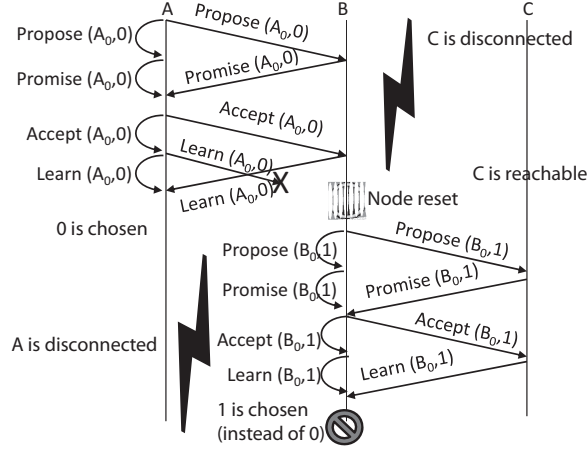 A
B
C
Propose (A₀,0)
Propose (A₀,0)
C is disconnected
Promise (A₀,0)
Promise (A₀,0)
Accept (A₀,0)
Accept (A₀,0)
Learn (A₀,0)
Learn (A₀,0)
X
Learn (A₀,0)
C is reachable
Node reset
0 is chosen
Propose (B₀,1)
Propose (B₀,1)
Promise (B₀,1)
Promise (B₀,1)
A is disconnected
Accept (B₀,1)
Accept (B₀,1)
Learn (B₀,1)
Learn (B₀,1)
1 is chosen
(instead of 0)